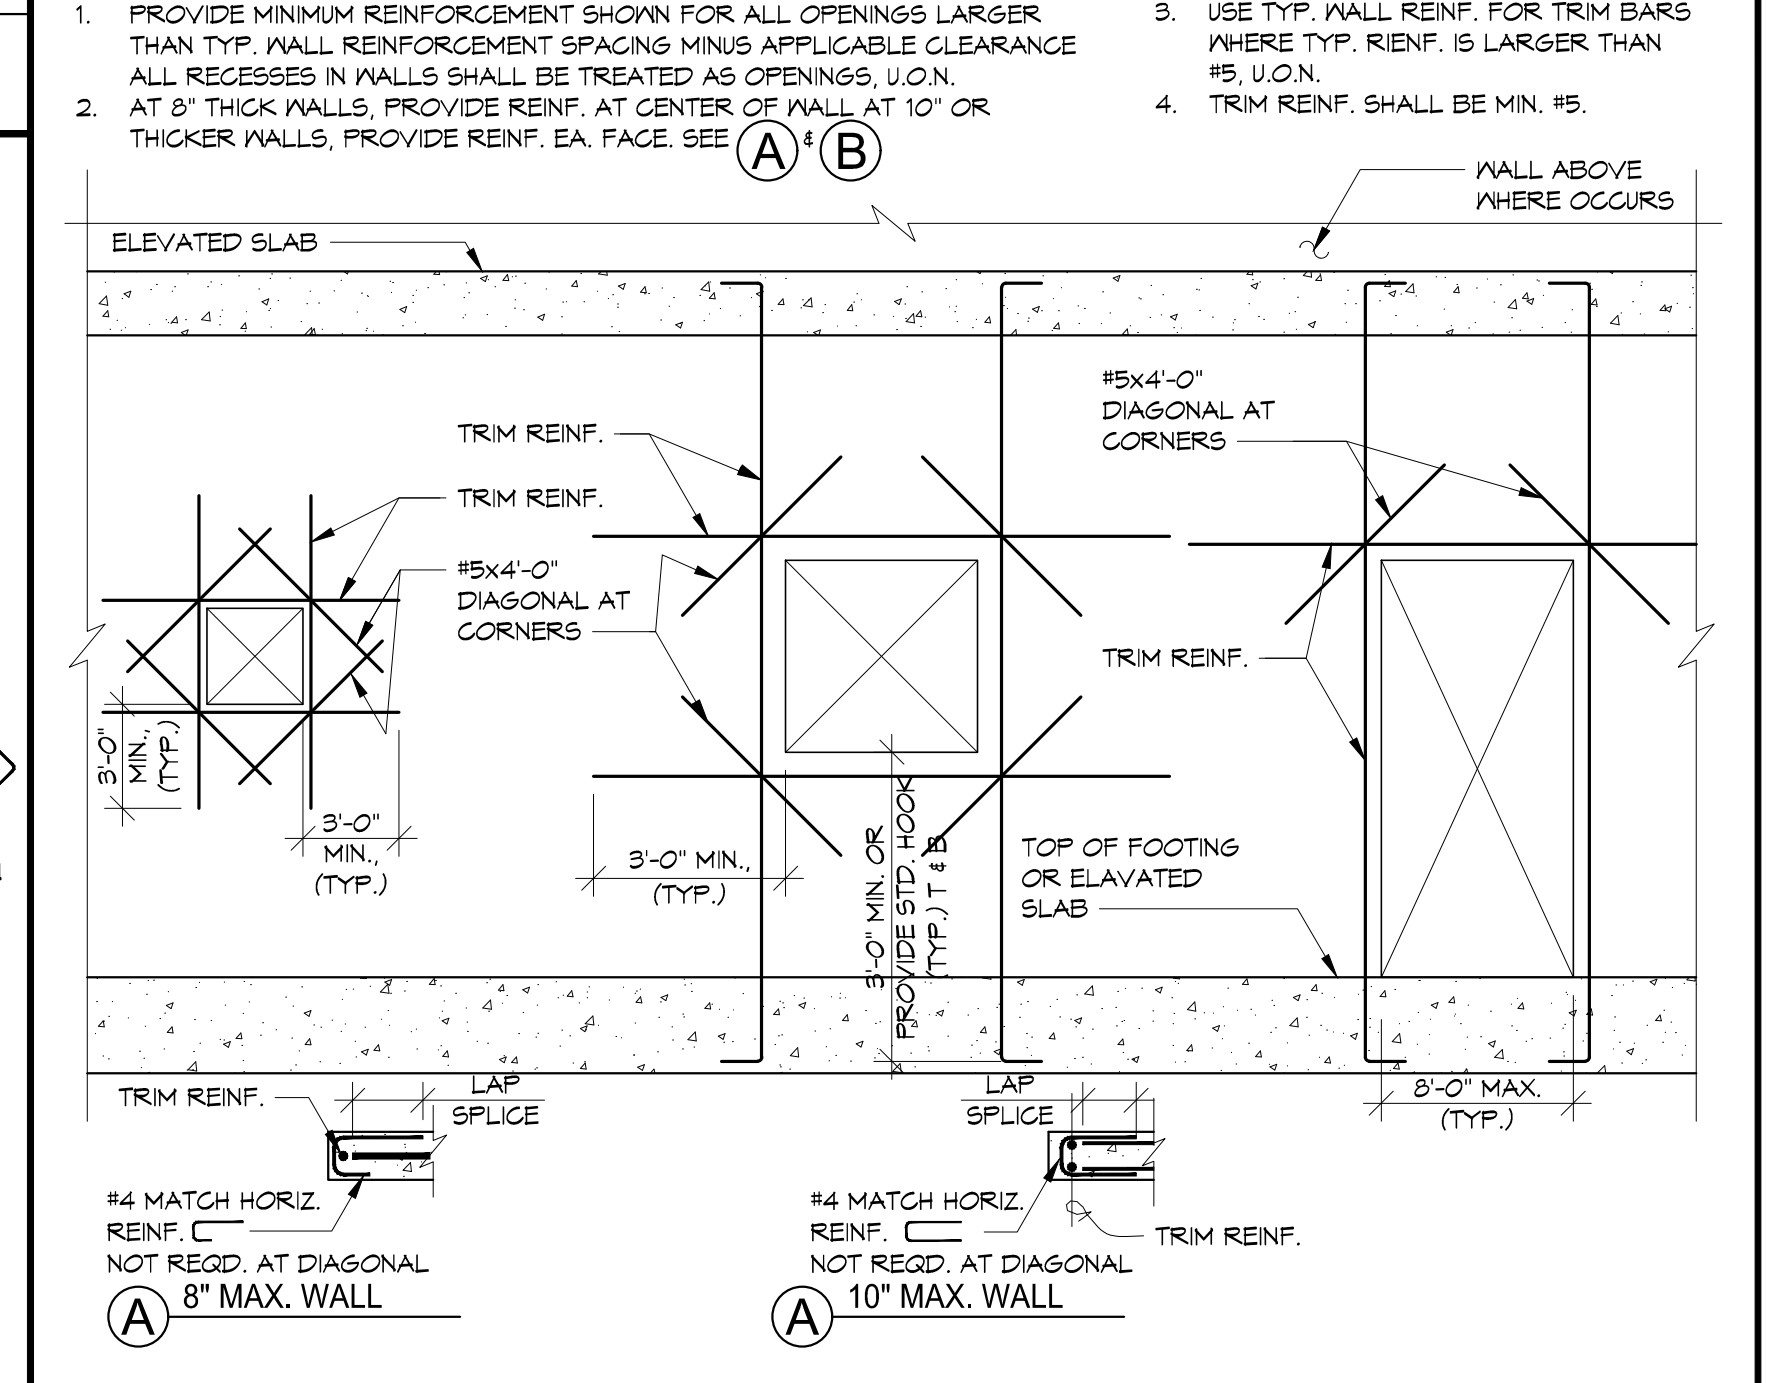 1. PROVIDE MINIMUM REINFORCEMENT SHOWN FOR ALL OPENINGS LARGER
THAN TYP. WALL REINFORCEMENT SPACING MINUS APPLICABLE CLEARANCE
ALL RECESSES IN WALLS SHALL BE TREATED AS OPENINGS, U.O.N.
2. AT 8" THICK WALLS, PROVIDE REINF. AT CENTER OF WALL AT 10" OR
THICKER WALLS, PROVIDE REINF. EA. FACE. SEE A & B
3. USE TYP. WALL REINF. FOR TRIM BARS
WHERE TYP. RIENF. IS LARGER THAN
#5, U.O.N.
4. TRIM REINF. SHALL BE MIN. #5.
WALL ABOVE
WHERE OCCURS
ELEVATED SLAB
#5x4'-0"
DIAGONAL AT
CORNERS
TRIM REINF.
TRIM REINF.
#5x4'-0"
DIAGONAL AT
CORNERS
TRIM REINF.
3'-0"
MIN.,
(TYP.)
3'-0"
MIN.,
(TYP.)
3'-0" MIN.,
(TYP.)
3'-0" MIN. OR
PROVIDE STD. HOOK
(TYP.) T & B
TOP OF FOOTING
OR ELAVATED
SLAB
8'-0" MAX.
(TYP.)
TRIM REINF.
LAP
SPLICE
#4 MATCH HORIZ.
REINF.
NOT REQD. AT DIAGONAL
A 8" MAX. WALL
LAP
SPLICE
#4 MATCH HORIZ.
REINF.
NOT REQD. AT DIAGONAL
TRIM REINF.
A 10" MAX. WALL